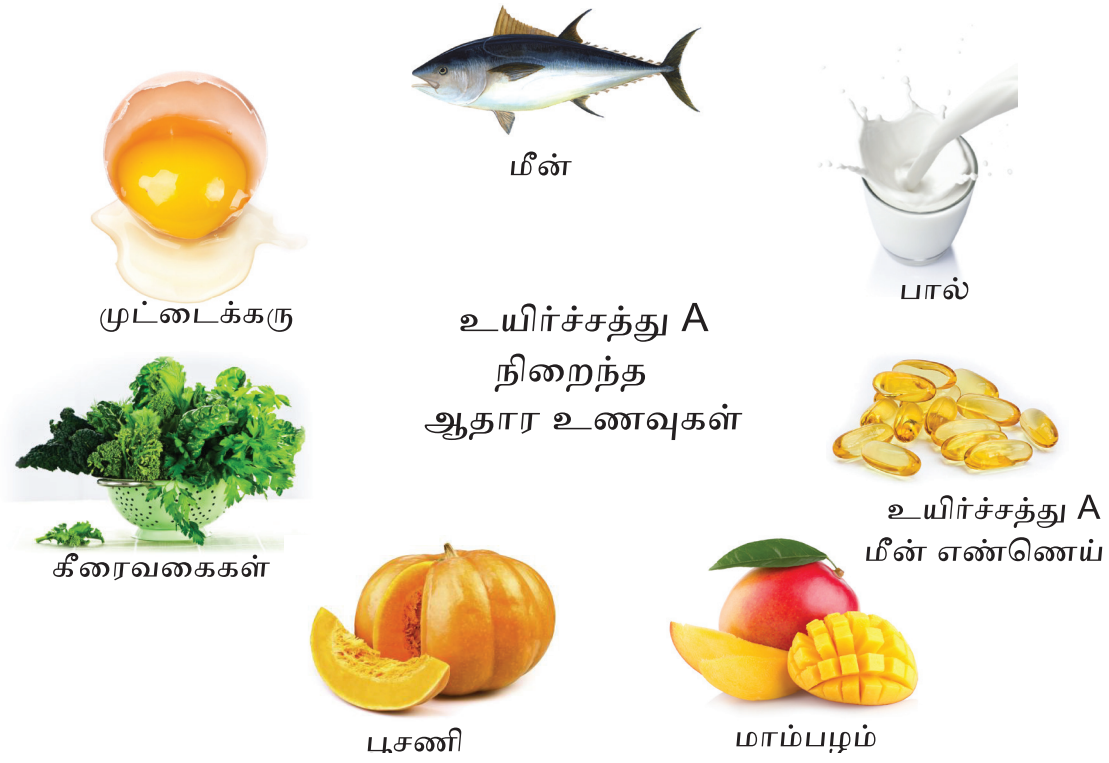 மீன்
பால்
முட்டைக்கரு
உயிர்ச்சத்து A
நிறைந்த
ஆதார உணவுகள்
உயிர்ச்சத்து A
மீன் எண்ணெய்
கீரைவகைகள்
பூசணி
மாம்பழம்